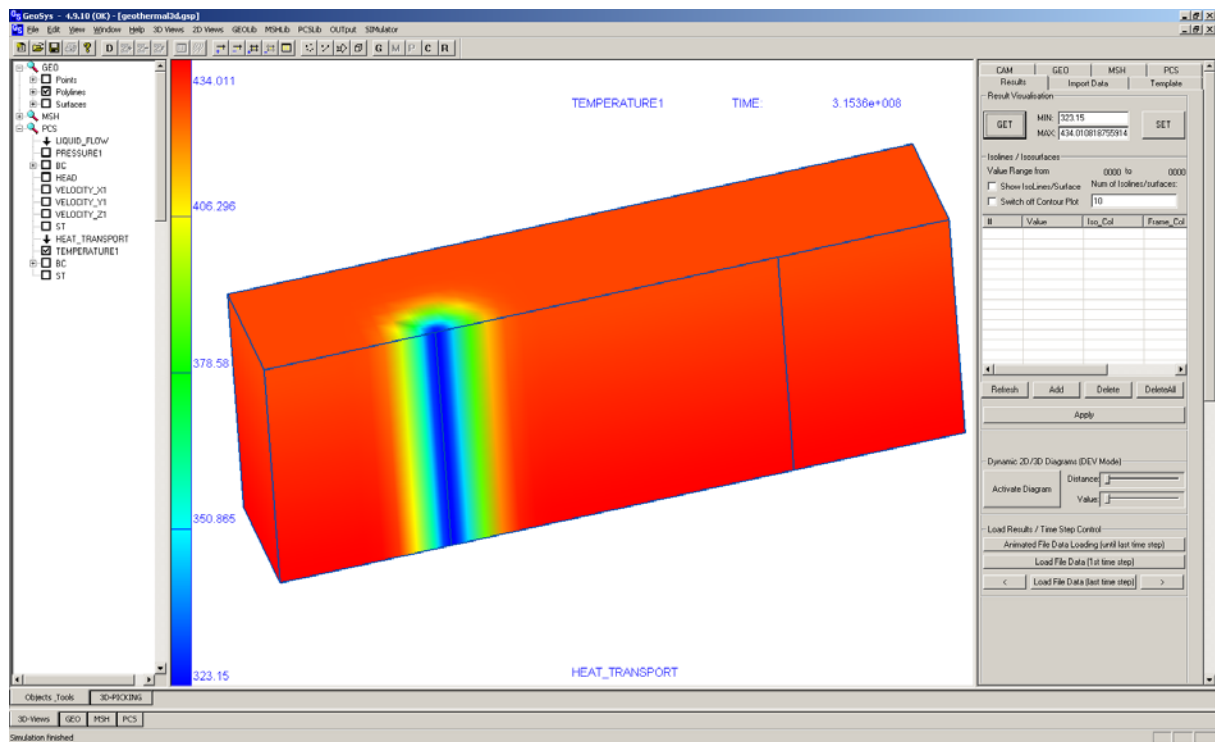 GeoSys - 4.9.10 (OK) - [geothermal3d.gsp]
File Edit View Window Help 3D Views 2D Views GEOLib MSHLib PCSLib OUTput SIMulator
D G M P C R
GEO
Points
Polylines
Surfaces
MSH
PCS
LIQUID_FLOW
PRESSURE1
BC
HEAD
VELOCITY_X1
VELOCITY_Y1
VELOCITY_Z1
ST
HEAT_TRANSPORT
TEMPERATURE1
BC
ST
434.011
406.296
378.58
350.865
323.15
TEMPERATURE1 TIME: 3.1536e+008
HEAT_TRANSPORT
CAM GEO MSH PCS
Results Import Data Template
Result Visualisation
GET MIN: 323.15 SET
MAX: 434.010818755914
Isolines / Isosurfaces
Value Range from 0000 to 0000
Show IsoLines/Surface Num of Isolines/surfaces:
Switch off Contour Plot 10
Value Iso_Col Frame_Col
Refresh Add Delete DeleteAll
Apply
Dynamic 2D/3D Diagrams (DEV Mode)
Activate Diagram Distance:
Value:
Load Results / Time Step Control
Animated File Data Loading (until last time step)
Load File Data (1st time step)
< Load File Data (last time step) >
Objects_Tools 3D-PICKING
3D-Views GEO MSH PCS
Simulation finished